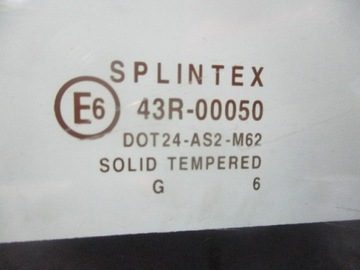 SPLINTEX
E6 43R-00050
DOT24-AS2-M62
SOLID TEMPERED
G 6